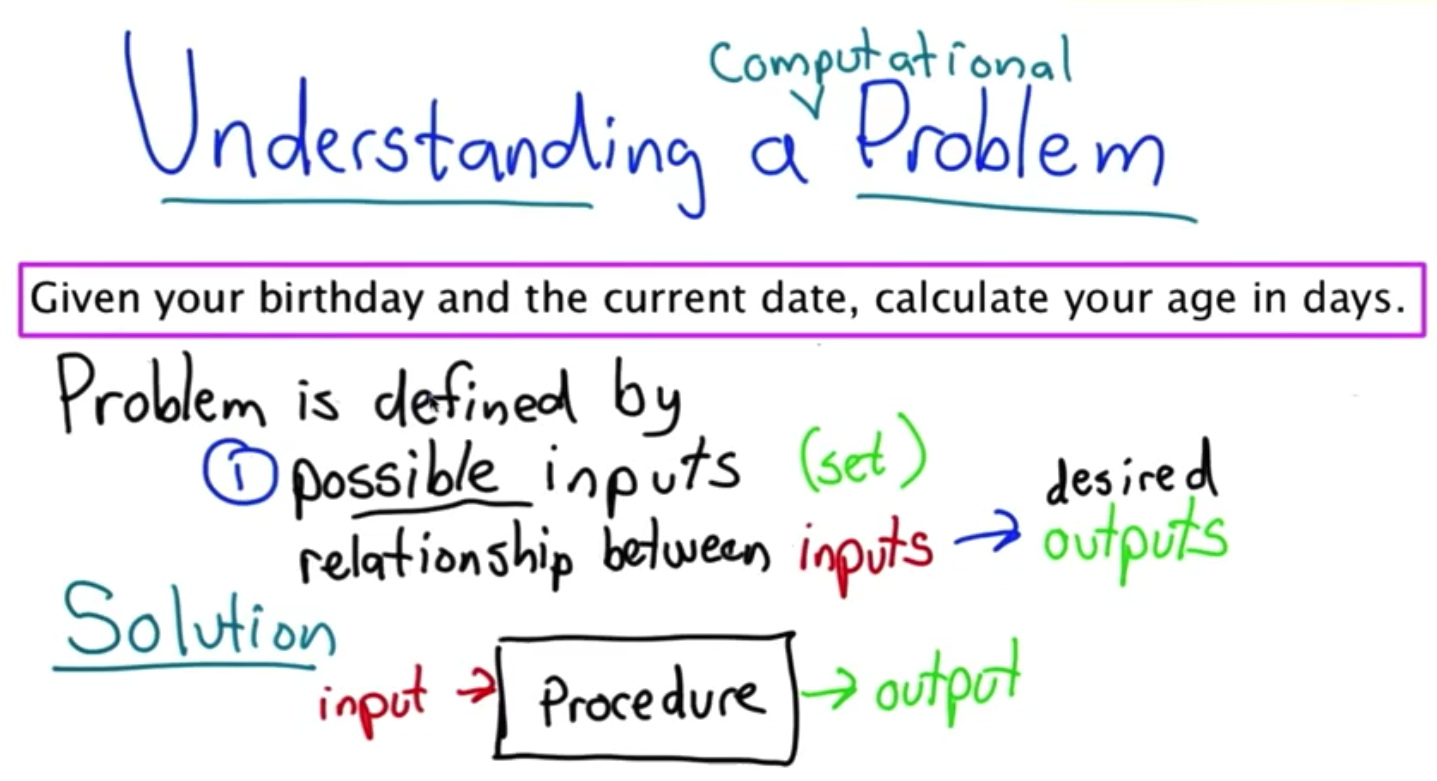 Computational
Understanding a Problem
Given your birthday and the current date, calculate your age in days.
Problem is defined by
① possible inputs (set)
desired
relationship between inputs → outputs
Solution
input → Procedure → output